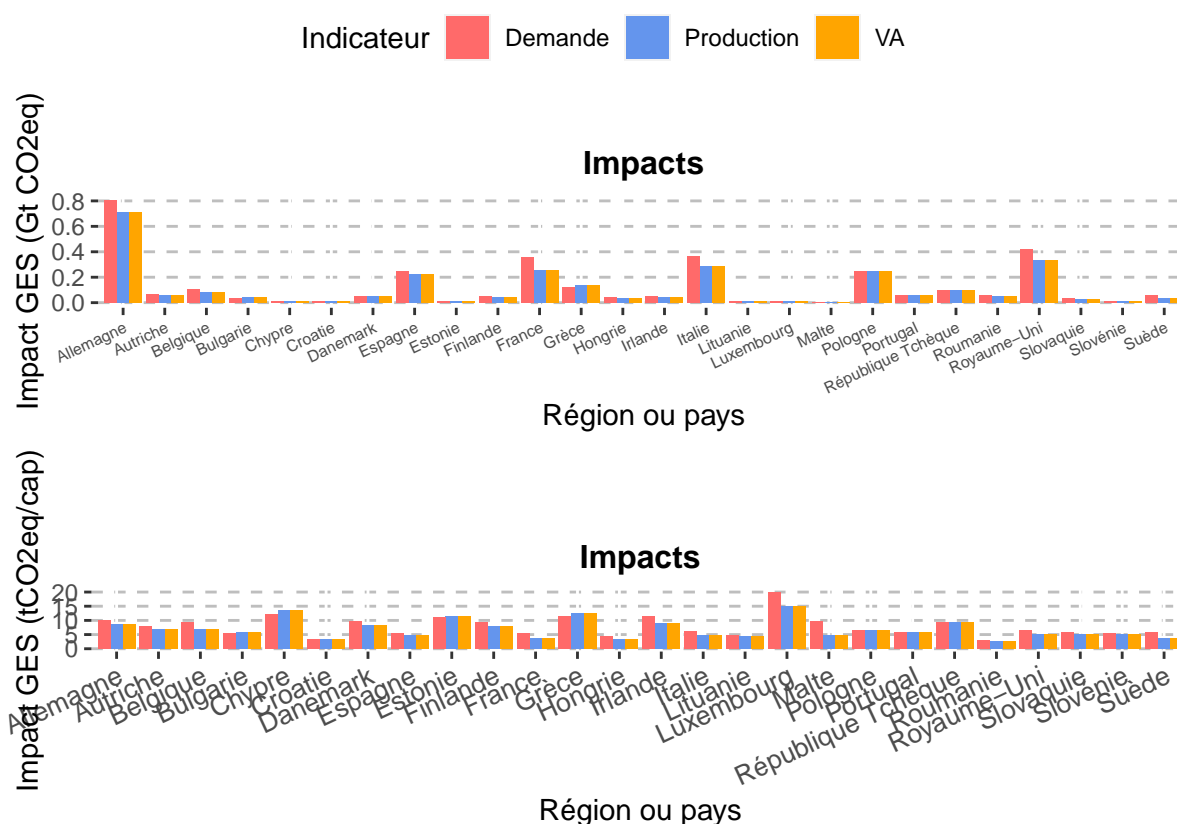 Indicateur Demande Production VA
Impacts
Impact GES (Gt CO2eq)
0.8
0.6
0.4
0.2
0.0
Allemagne
Autriche
Belgique
Bulgarie
Chypre
Croatie
Danemark
Espagne
Estonie
Finlande
France
Grèce
Hongrie
Irlande
Italie
Lituanie
Luxembourg
Malte
Pologne
Portugal
République Tchèque
Roumanie
Royaume−Uni
Slovaquie
Slovénie
Suède
Région ou pays
Impacts
Impact GES (tCO2eq/cap)
20
15
10
5
0
Allemagne
Autriche
Belgique
Bulgarie
Chypre
Croatie
Danemark
Espagne
Estonie
Finlande
France
Grèce
Hongrie
Irlande
Italie
Lituanie
Luxembourg
Malte
Pologne
Portugal
République Tchèque
Roumanie
Royaume−Uni
Slovaquie
Slovénie
Suède
Région ou pays